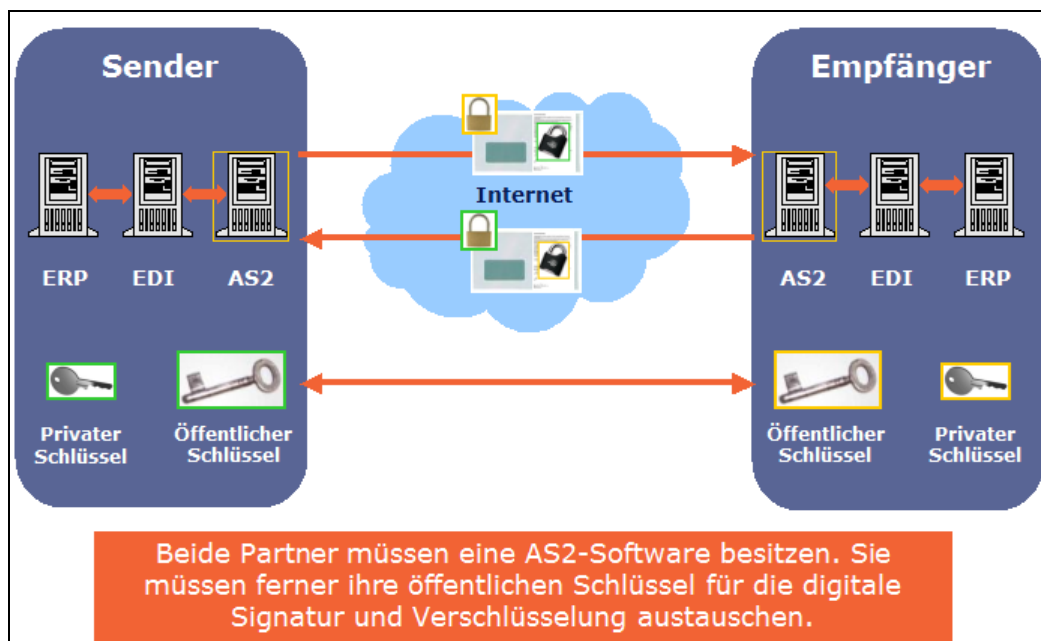 Sender
Empfänger
Internet
ERP
EDI
AS2
AS2
EDI
ERP
Privater
Schlüssel
Öffentlicher
Schlüssel
Öffentlicher
Schlüssel
Privater
Schlüssel
Beide Partner müssen eine AS2-Software besitzen. Sie
müssen ferner ihre öffentlichen Schlüssel für die digitale
Signatur und Verschlüsselung austauschen.